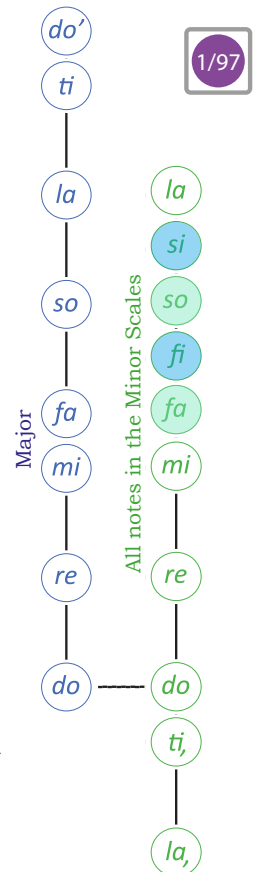 1/97
Major
do’
ti
la
so
fa
mi
re
do
All notes in the Minor Scales
la
si
so
fi
fa
mi
re
do
ti,
la,